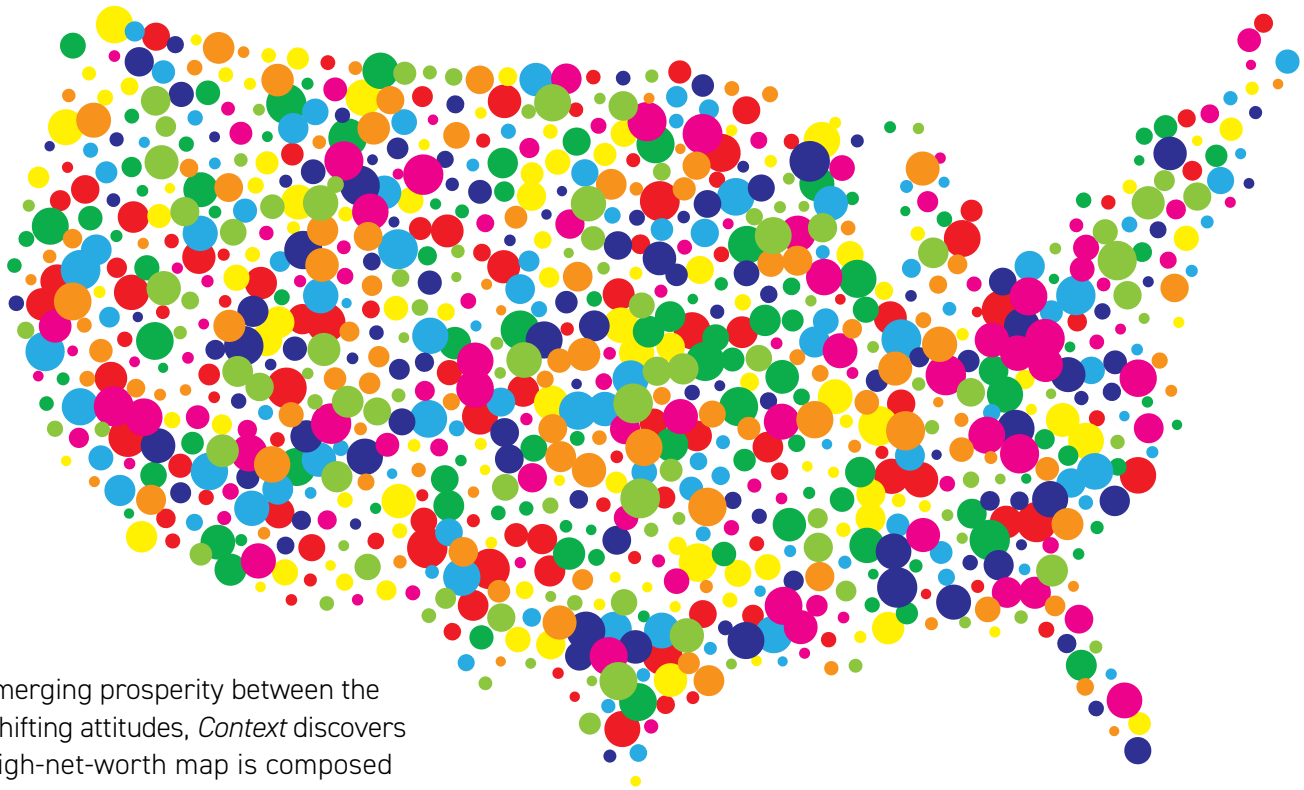 merging prosperity between the
hifting attitudes, Context discovers
igh-net-worth map is composed